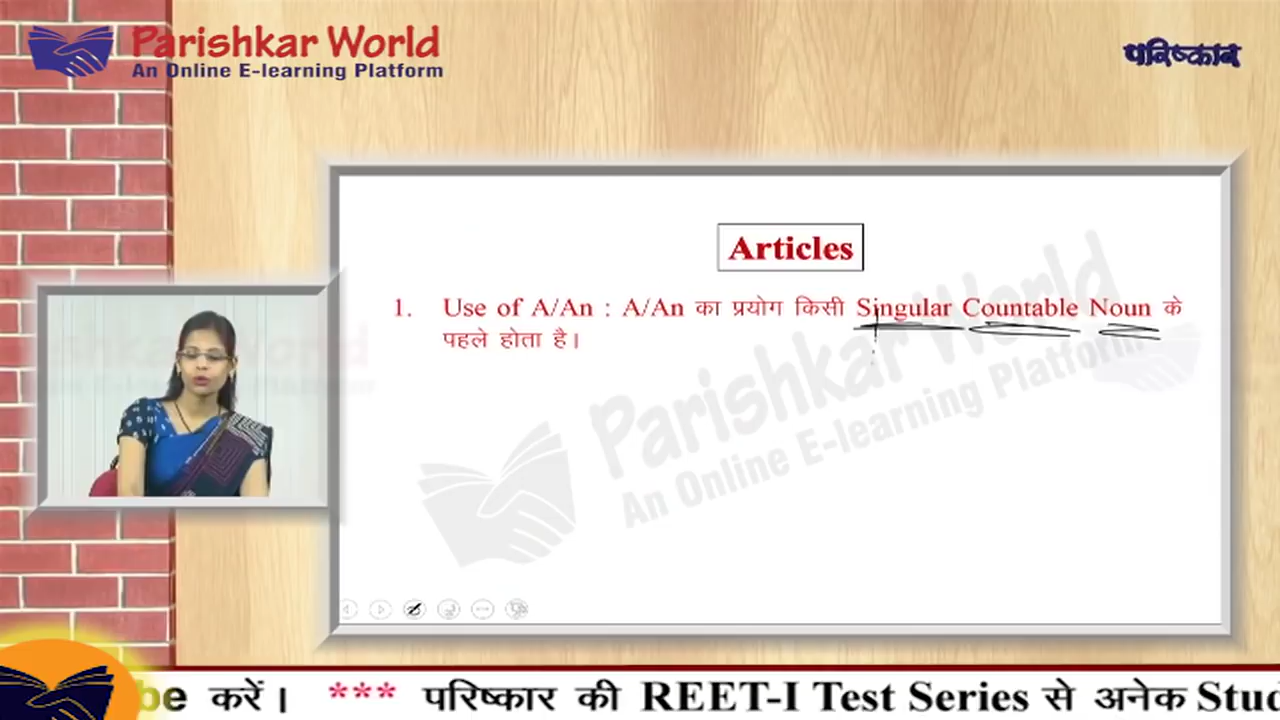 Parishkar World
An Online E-learning Platform
परिष्कार
Articles
1. Use of A/An : A/An का प्रयोग किसी Singular Countable Noun के
पहले होता है।
Parishkar World
An Online E-learning Platform
be करें। *** परिष्कार की REET-I Test Series से अनेक Stud